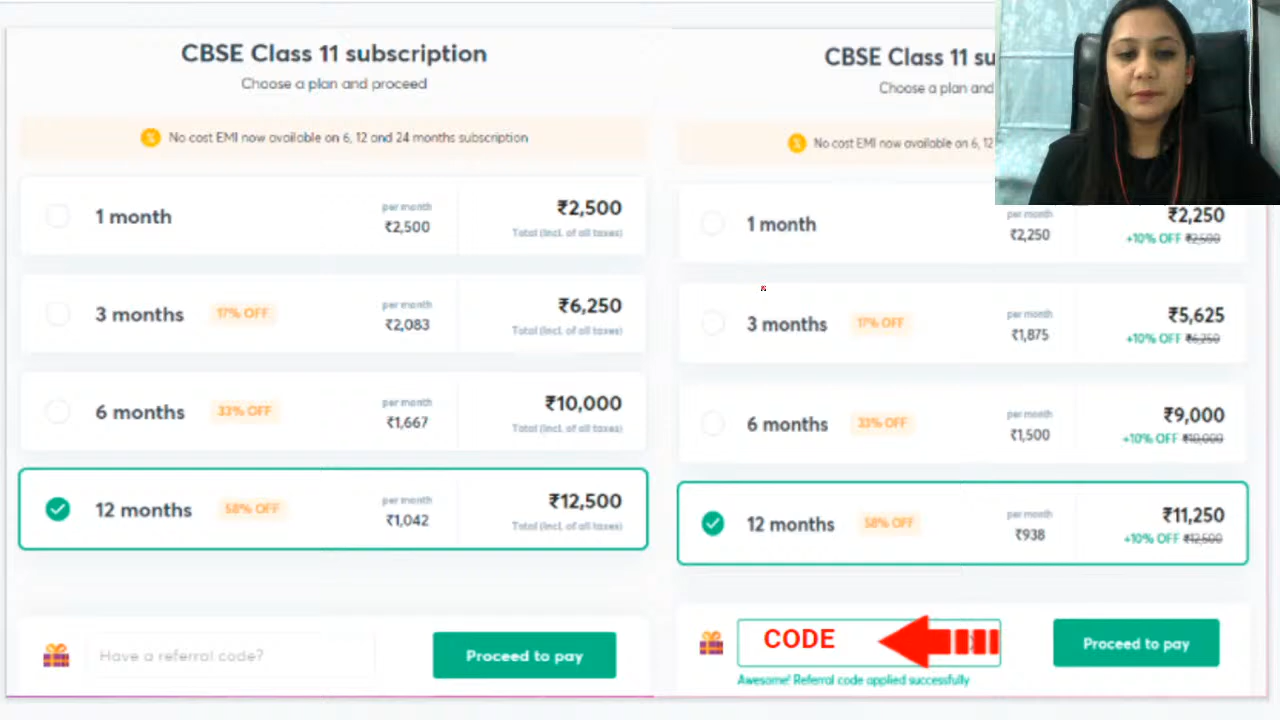 CBSE Class 11 subscription
Choose a plan and proceed
No cost EMI now available on 6, 12 and 24 months subscription
1 month
per month
₹2,500
₹2,500
Total (Incl. of all taxes)
3 months
17% OFF
per month
₹2,083
₹6,250
Total (Incl. of all taxes)
6 months
33% OFF
per month
₹1,667
₹10,000
Total (Incl. of all taxes)
12 months
58% OFF
per month
₹1,042
₹12,500
Total (Incl. of all taxes)
Have a referral code?
Proceed to pay
CBSE Class 11 su
Choose a plan and
No cost EMI now available on 6, 12
1 month
per month
₹2,250
₹2,250
+10% OFF ₹2,500
3 months
17% OFF
per month
₹1,875
₹5,625
+10% OFF ₹6,250
6 months
33% OFF
per month
₹1,500
₹9,000
+10% OFF ₹10,000
12 months
58% OFF
per month
₹938
₹11,250
+10% OFF ₹12,500
CODE
Proceed to pay
Awesome! Referral code applied successfully